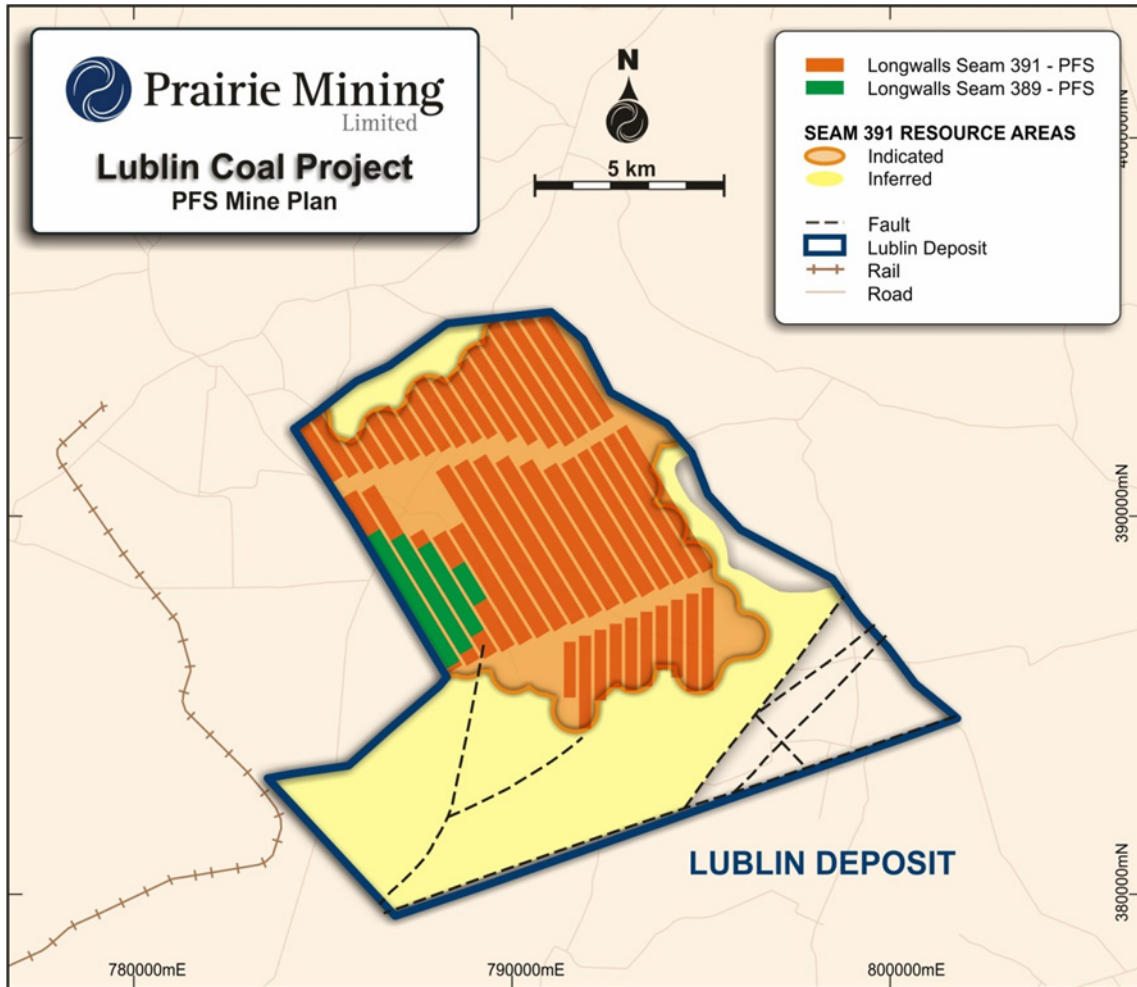 Prairie Mining
Limited
Lublin Coal Project
PFS Mine Plan
N
5 km
Longwalls Seam 391 - PFS
Longwalls Seam 389 - PFS
SEAM 391 RESOURCE AREAS
Indicated
Inferred
Fault
Lublin Deposit
Rail
Road
390000mN
LUBLIN DEPOSIT
380000mN
780000mE
790000mE
800000mE